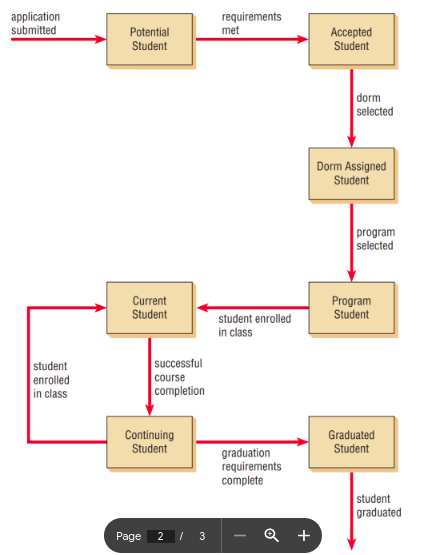 application
submitted
Potential
Student
requirements
met
Accepted
Student
dorm
selected
Dorm Assigned
Student
program
selected
Program
Student
student enrolled
in class
Current
Student
successful
course
completion
student
enrolled
in class
Continuing
Student
graduation
requirements
complete
Graduated
Student
student
graduated
Page 2 / 3